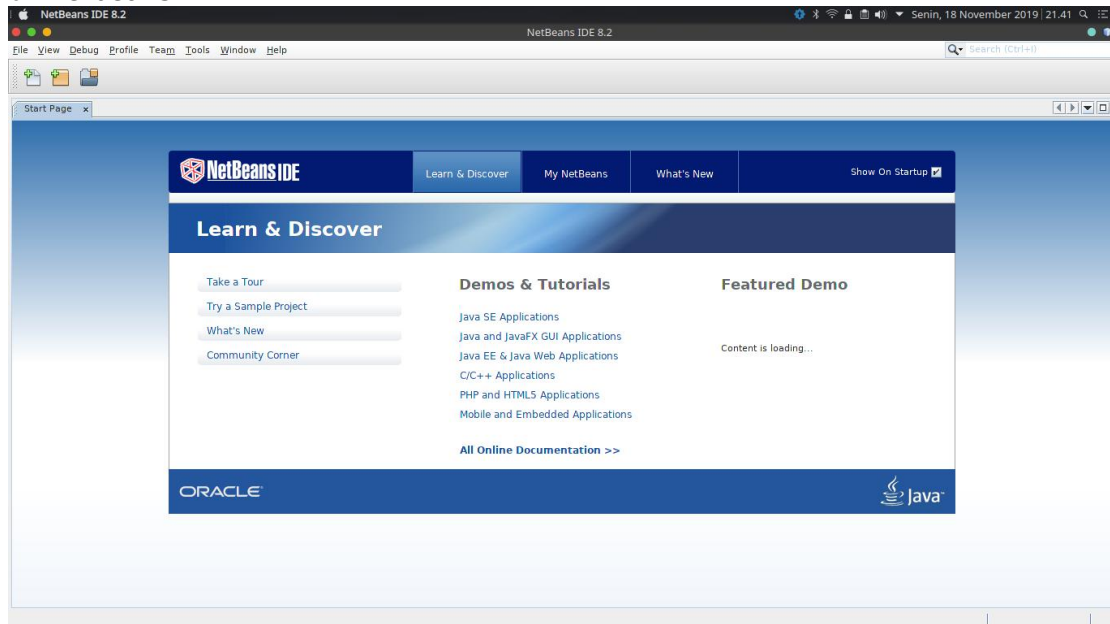 NetBeans IDE 8.2
Senin, 18 November 2019 21.41
NetBeans IDE 8.2
File View Debug Profile Team Tools Window Help
Search (Ctrl+I)
Start Page x
NetBeans IDE
Learn & Discover
My NetBeans
What's New
Show On Startup
Learn & Discover
Take a Tour
Try a Sample Project
What's New
Community Corner
Demos & Tutorials
Java SE Applications
Java and JavaFX GUI Applications
Java EE & Java Web Applications
C/C++ Applications
PHP and HTML5 Applications
Mobile and Embedded Applications
All Online Documentation >>
Featured Demo
Content is loading...
ORACLE
Java